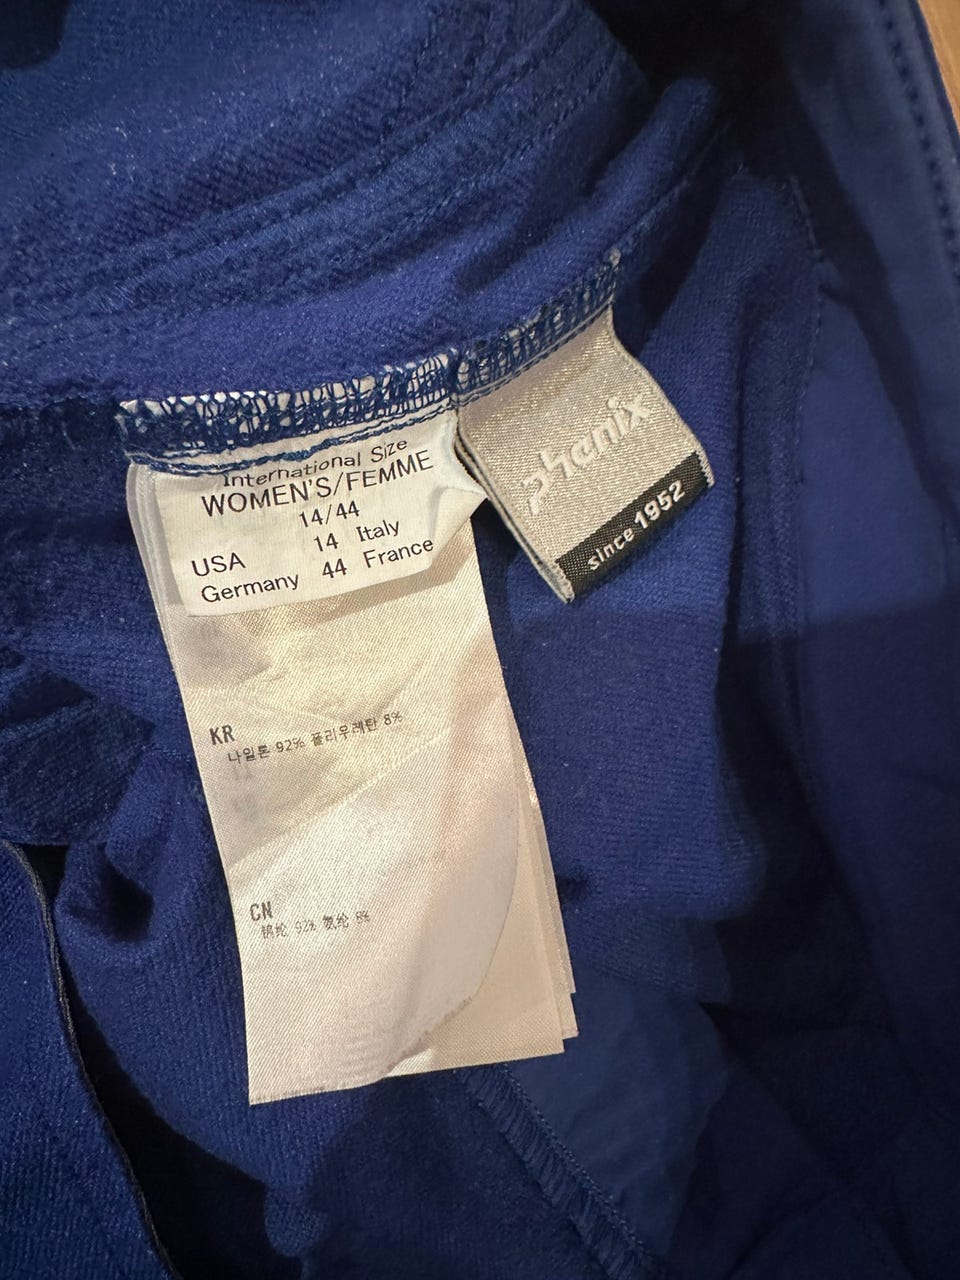 International Size
WOMEN'S/FEMME
14/44
USA 14 Italy
Germany 44 France
phenix
since 1952
KR
나일론 92% 폴리우레탄 8%
CN
锦纶 92% 氨纶 8%